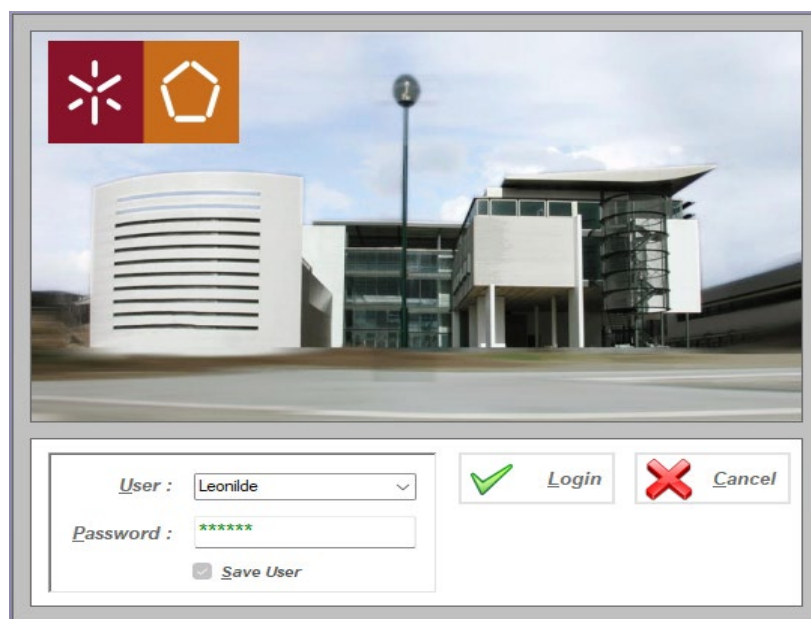 User : Leonilde
Login
Cancel
Password : ******
Save User